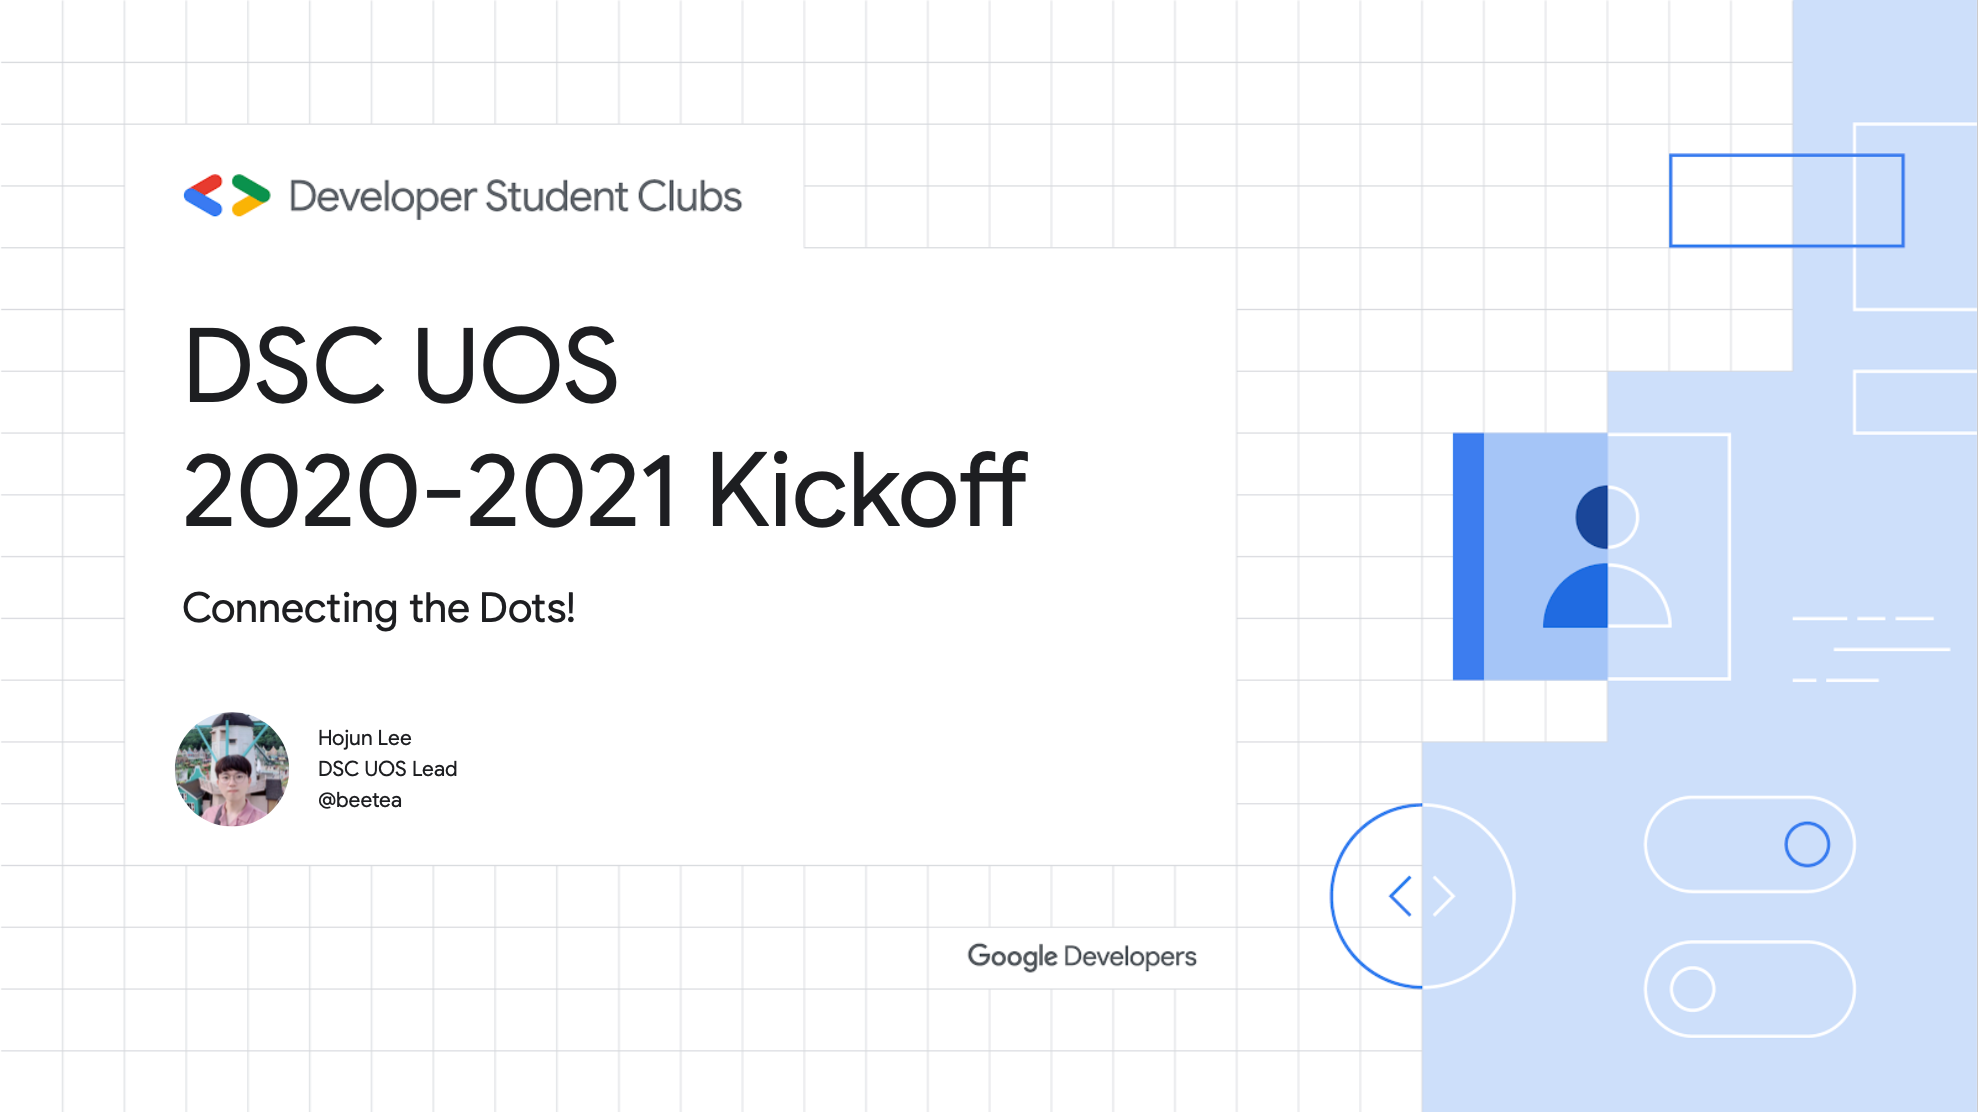 Developer Student Clubs
DSC UOS
2020-2021 Kickoff
Connecting the Dots!
Hojun Lee
DSC UOS Lead
@beetea
Google Developers